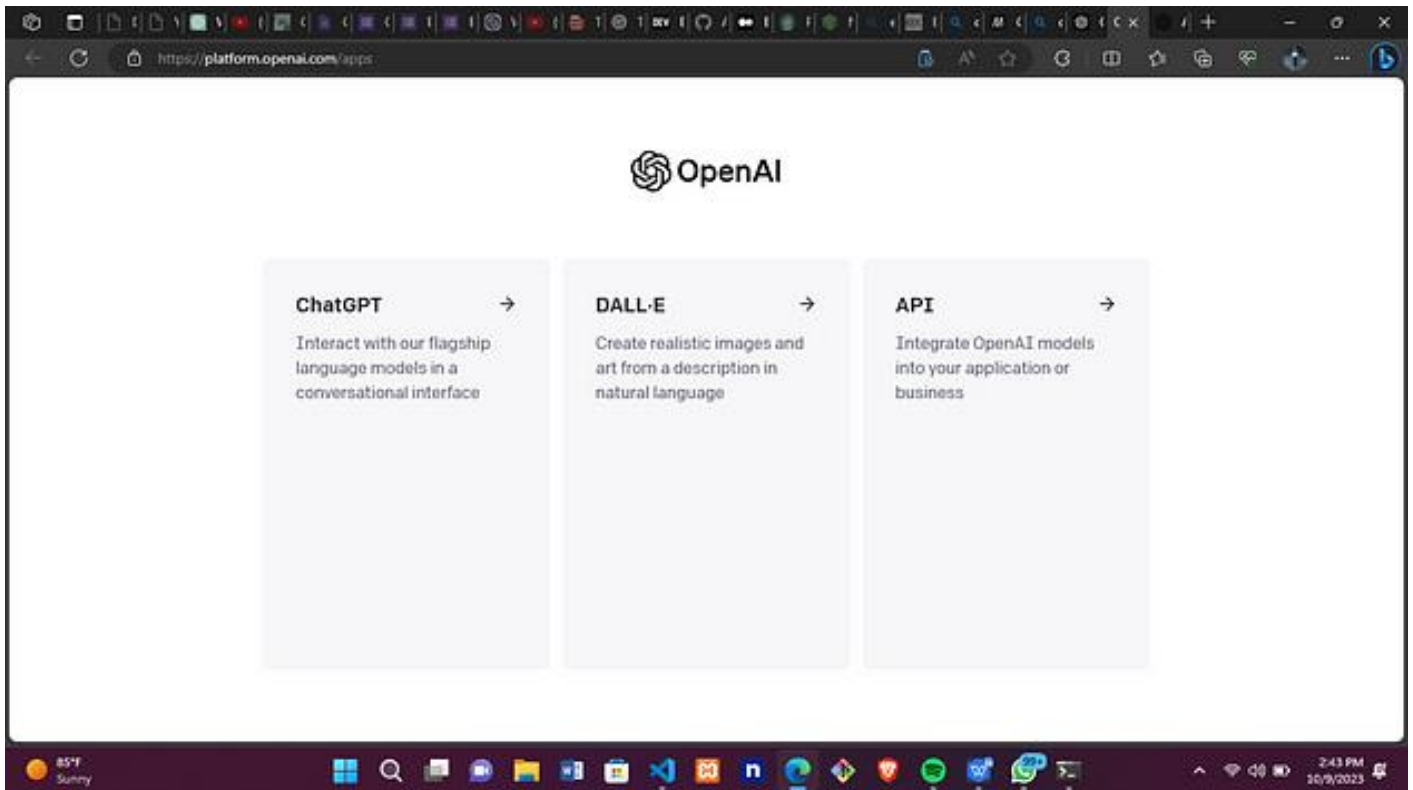 https://platform.openai.com/apps
OpenAI
ChatGPT
Interact with our flagship
language models in a
conversational interface
DALL·E
Create realistic images and
art from a description in
natural language
API
Integrate OpenAI models
into your application or
business
85°F
Sunny
99+
2:43 PM
10/9/2023